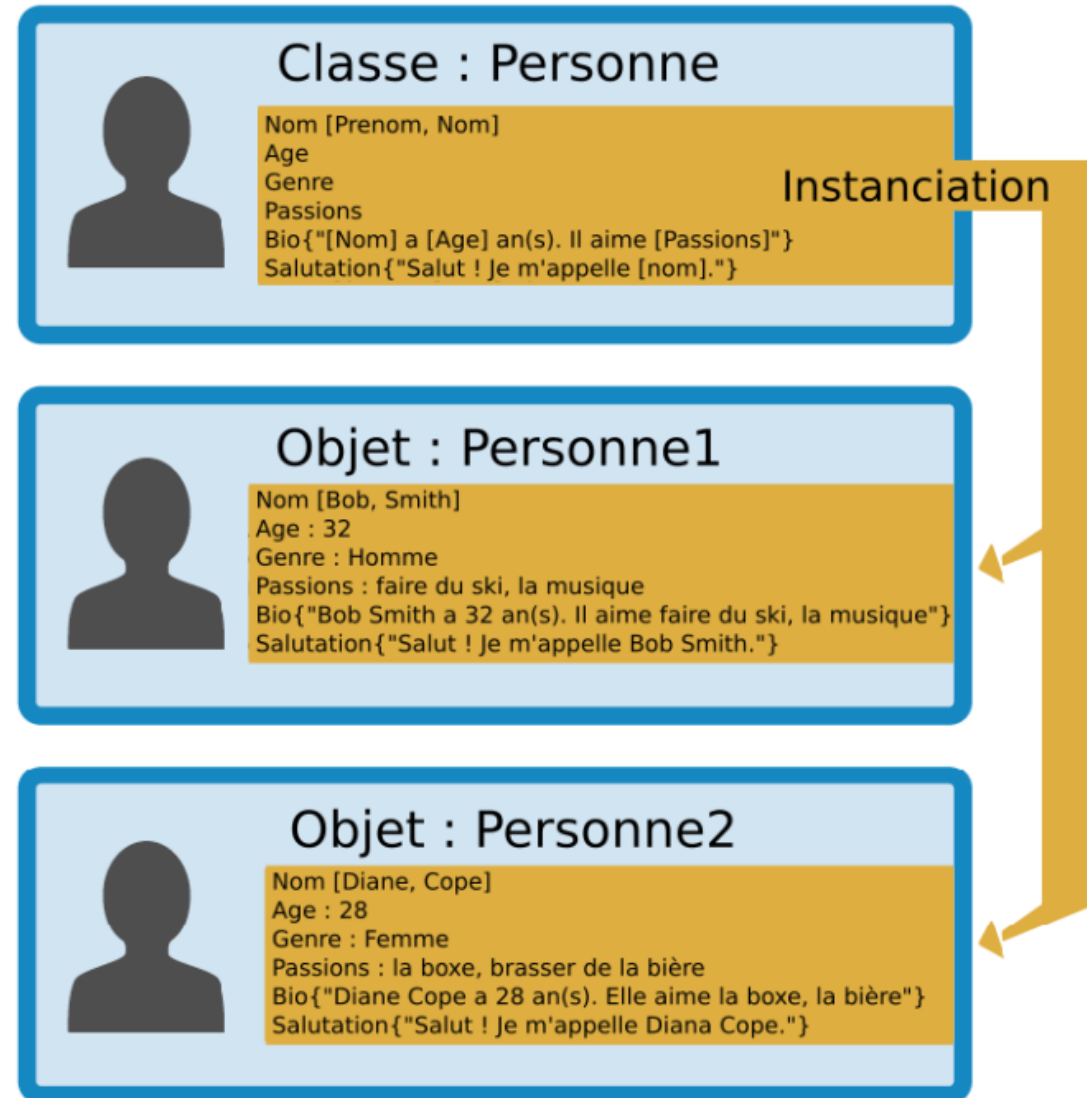 Classe : Personne
Nom [Prenom, Nom]
Age
Genre
Passions
Bio{"[Nom] a [Age] an(s). Il aime [Passions]"}
Salutation{"Salut ! Je m'appelle [nom]."}
Instanciation
Objet : Personne1
Nom [Bob, Smith]
Age : 32
Genre : Homme
Passions : faire du ski, la musique
Bio{"Bob Smith a 32 an(s). Il aime faire du ski, la musique"}
Salutation{"Salut ! Je m'appelle Bob Smith."}
Objet : Personne2
Nom [Diane, Cope]
Age : 28
Genre : Femme
Passions : la boxe, brasser de la bière
Bio{"Diane Cope a 28 an(s). Elle aime la boxe, la bière"}
Salutation{"Salut ! Je m'appelle Diana Cope."}